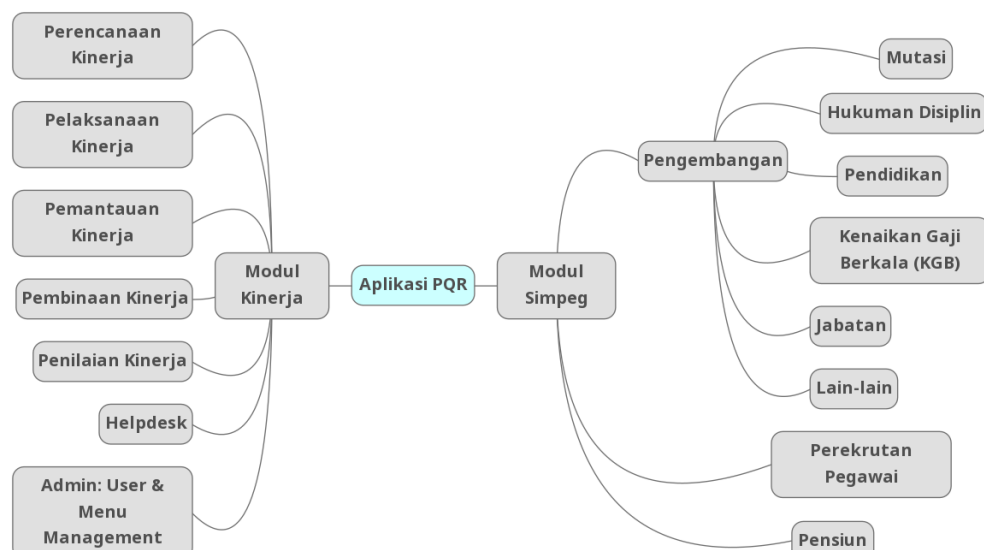 Perencanaan
Kinerja
Pelaksanaan
Kinerja
Pemantauan
Kinerja
Pembinaan Kinerja
Penilaian Kinerja
Helpdesk
Admin: User &
Menu
Management
Modul
Kinerja
Aplikasi PQR
Modul
Simpeg
Pengembangan
Mutasi
Hukuman Disiplin
Pendidikan
Kenaikan Gaji
Berkala (KGB)
Jabatan
Lain-lain
Perekrutan
Pegawai
Pensiun